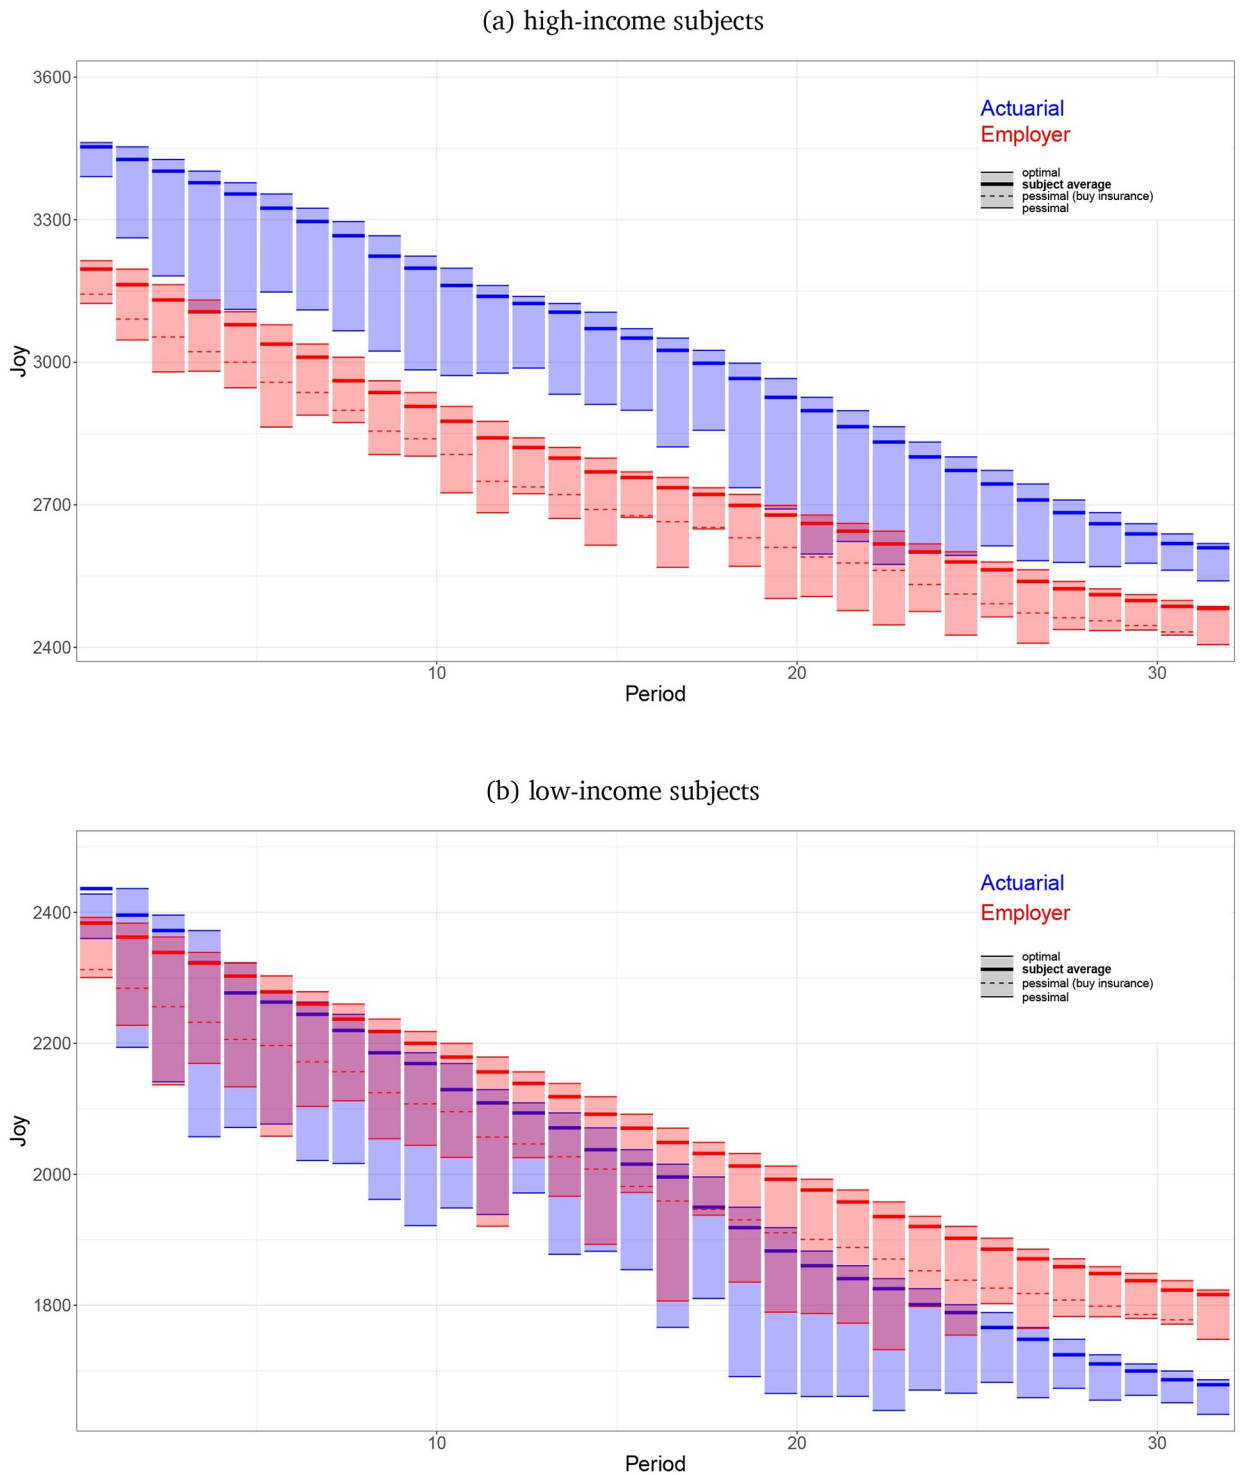 (a) high-income subjects
3600
3300
3000
2700
2400
Joy
Actuarial
Employer
optimal
subject average
pessimal (buy insurance)
pessimal
10 20 30
Period
(b) low-income subjects
2400
2200
2000
1800
Joy
Actuarial
Employer
optimal
subject average
pessimal (buy insurance)
pessimal
10 20 30
Period